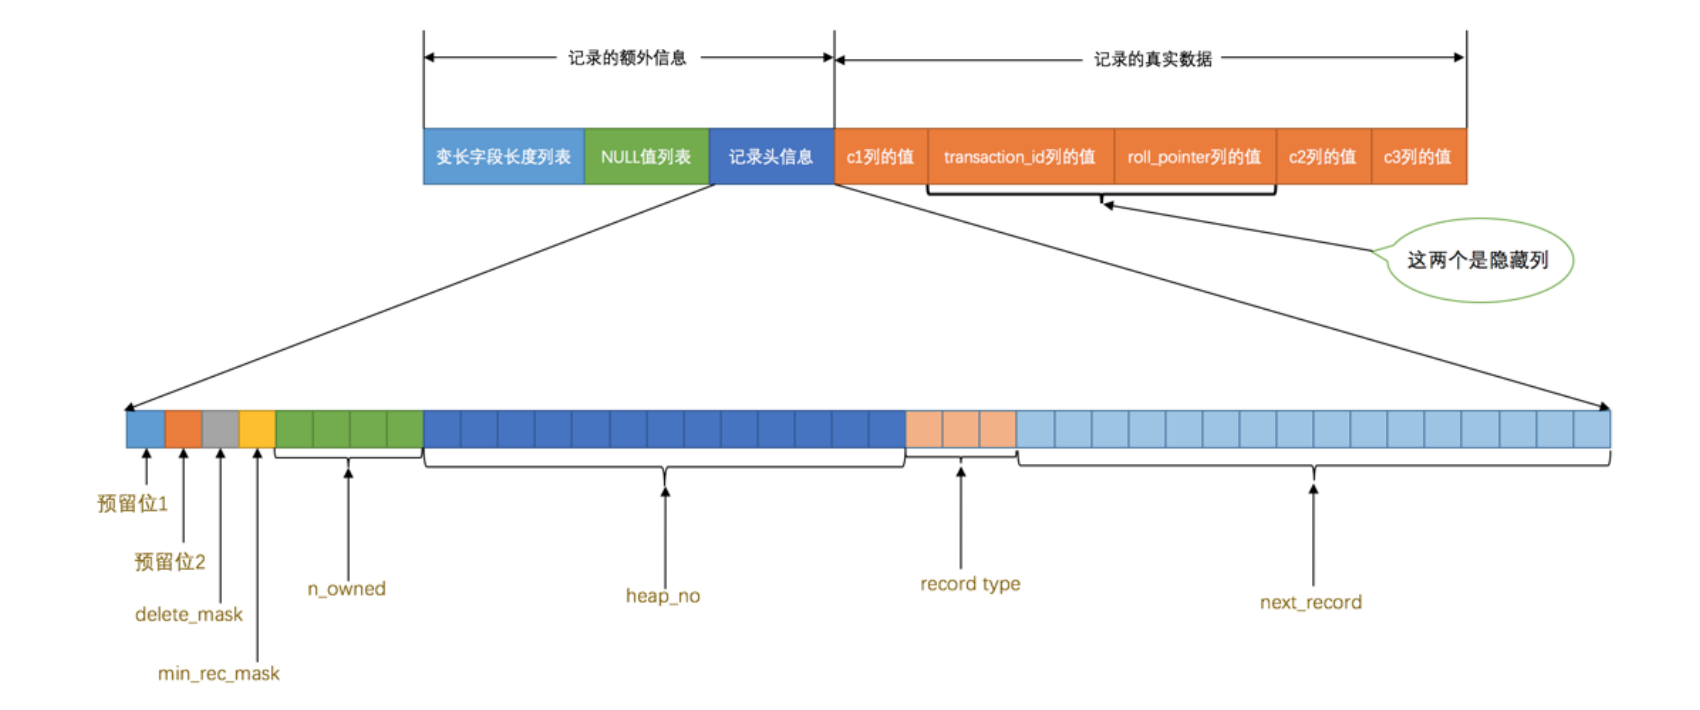 记录的额外信息
记录的真实数据
变长字段长度列表
NULL值列表
记录头信息
c1列的值
transaction_id列的值
roll_pointer列的值
c2列的值
c3列的值
这两个是隐藏列
预留位1
预留位2
delete_mask
min_rec_mask
n_owned
heap_no
record type
next_record